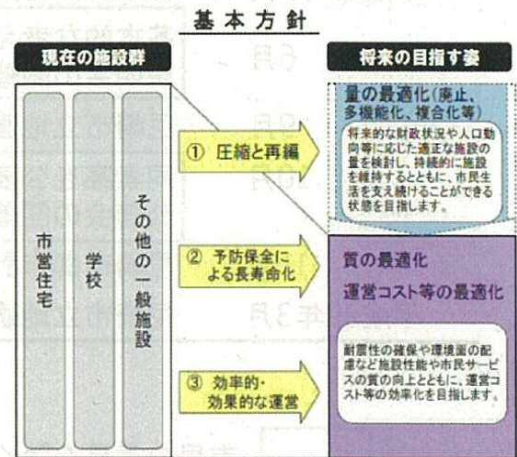 基本方針
現在の施設群
将来の目指す姿
市営住宅
学校
その他の一般施設
① 圧縮と再編
② 予防保全に
よる長寿命化
③ 効率的・
効果的な運営
量の最適化(廃止、
多機能化、複合化等)
将来的な財政状況や人口動
向等に応じた適正な施設の
量を検討し、持続的に施設
を維持するとともに、市民生
活を支え続けることができる
状態を目指します。
質の最適化
運営コスト等の最適化
耐震性の確保や環境面の配
慮など施設性能や市民サービ
スの質の向上とともに、運営コ
スト等の効率化を目指します。